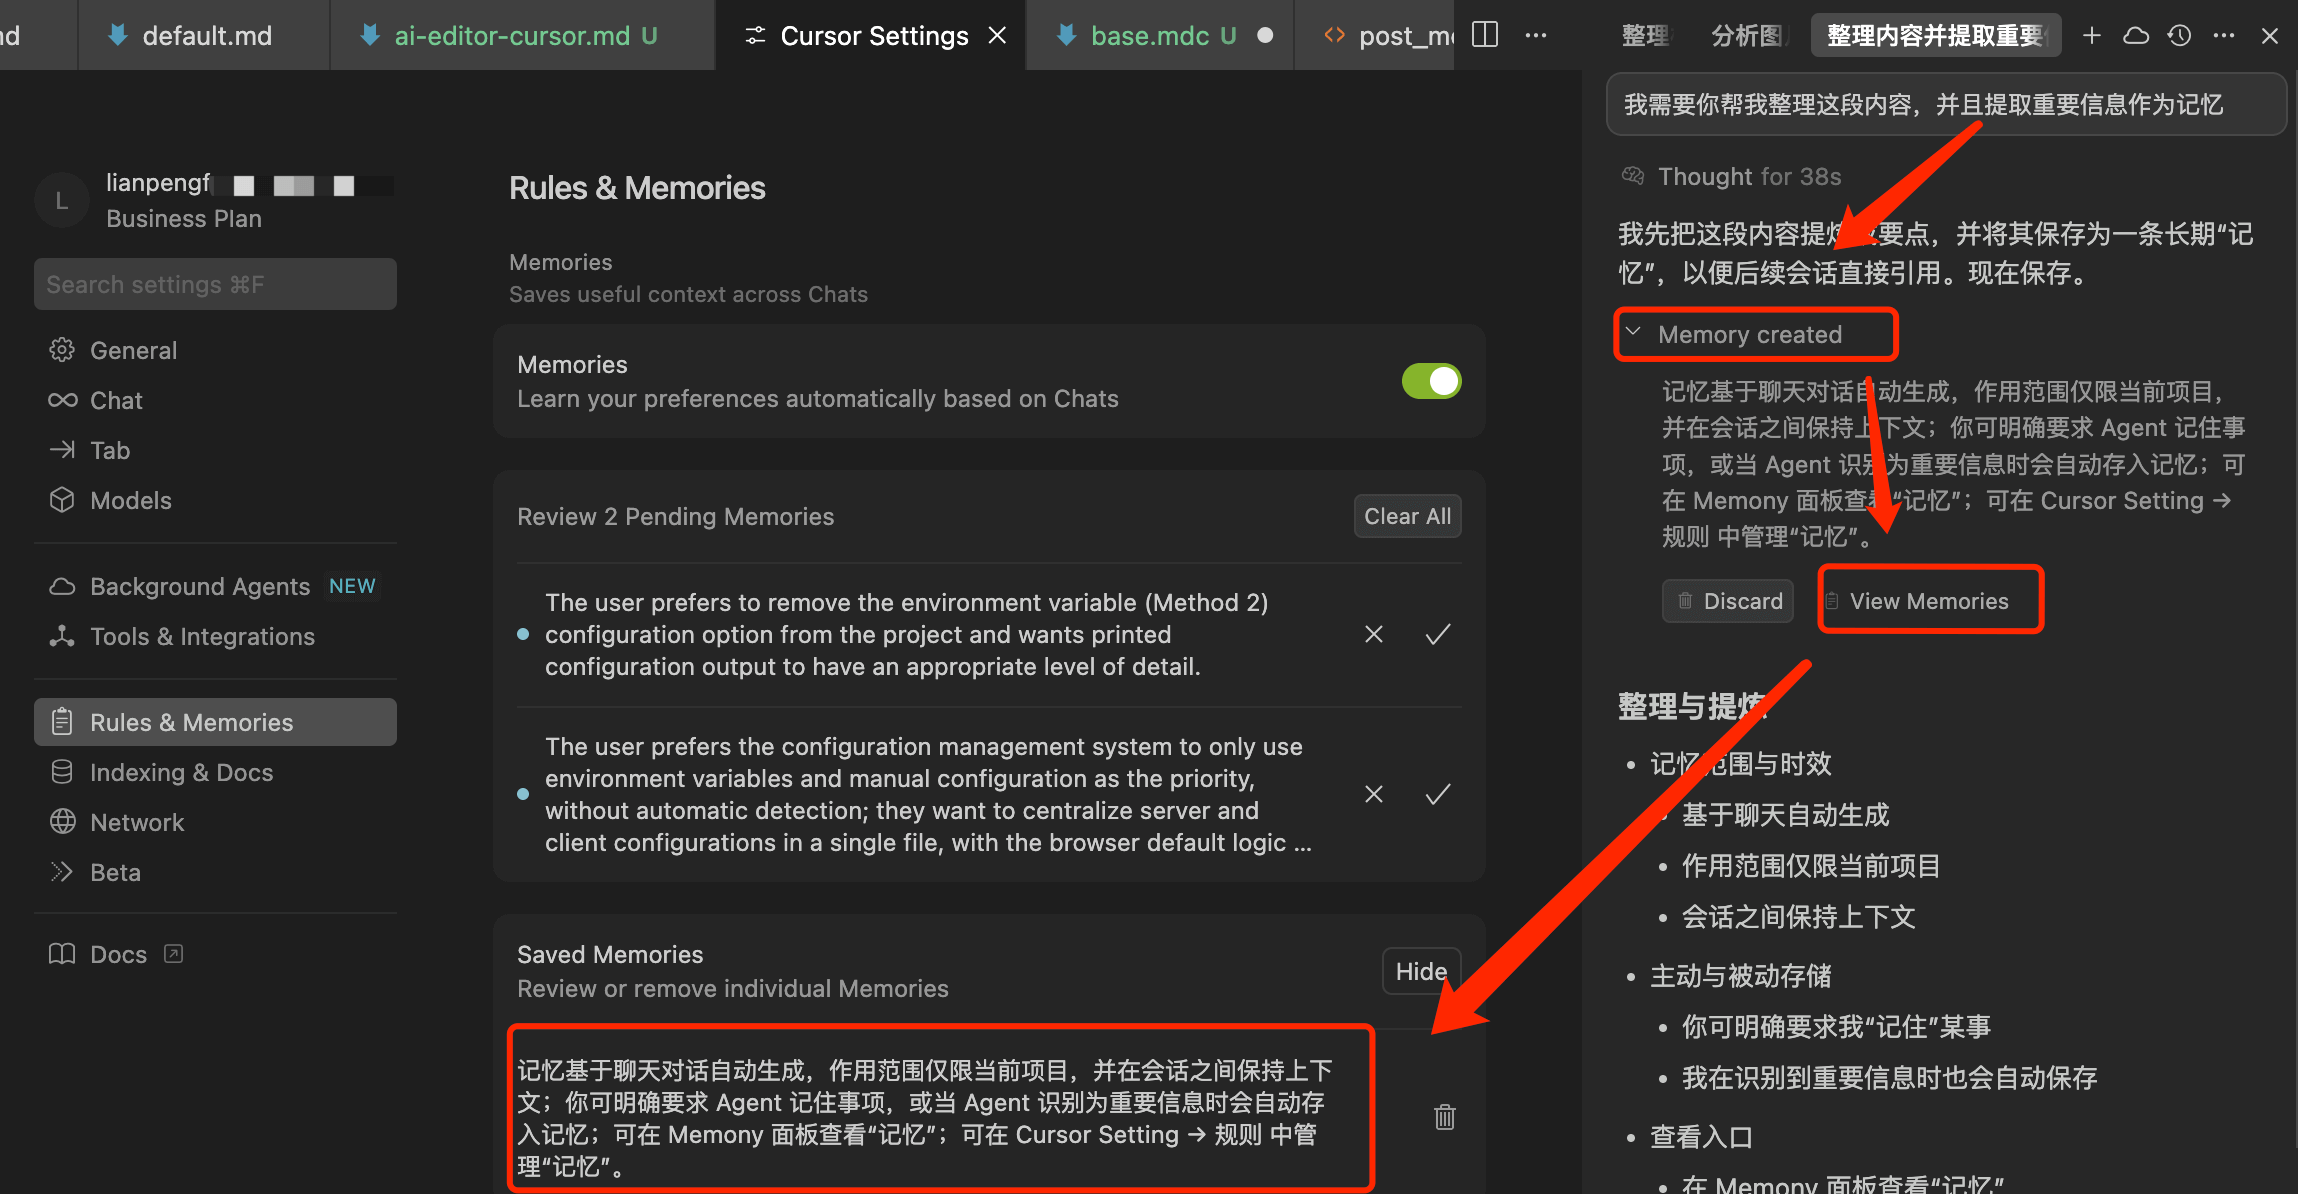 default.md
ai-editor-cursor.md U
Cursor Settings
base.mdc U
整理
分析图
整理内容并提取重要
L
lianpengf
Business Plan
Search settings ⌘F
General
Chat
Tab
Models
Background Agents NEW
Tools & Integrations
Rules & Memories
Indexing & Docs
Network
Beta
Docs
Rules & Memories
Memories
Saves useful context across Chats
Memories
Learn your preferences automatically based on Chats
Review 2 Pending Memories
Clear All
The user prefers to remove the environment variable (Method 2)
configuration option from the project and wants printed
configuration output to have an appropriate level of detail.
The user prefers the configuration management system to only use
environment variables and manual configuration as the priority,
without automatic detection; they want to centralize server and
client configurations in a single file, with the browser default logic ...
Saved Memories
Hide
Review or remove individual Memories
记忆基于聊天对话自动生成，作用范围仅限当前项目，并在会话之间保持上下
文；你可明确要求 Agent 记住事项，或当 Agent 识别为重要信息时会自动存
入记忆；可在 Memony 面板查看“记忆”；可在 Cursor Setting → 规则 中管
理“记忆”。
我需要你帮我整理这段内容，并且提取重要信息作为记忆
Thought for 38s
我先把这段内容提炼成要点，并将其保存为一条长期“记
忆”，以便后续会话直接引用。现在保存。
Memory created
记忆基于聊天对话自动生成，作用范围仅限当前项目，
并在会话之间保持上下文；你可明确要求 Agent 记住事
项，或当 Agent 识别为重要信息时会自动存入记忆；可
在 Memony 面板查看“记忆”；可在 Cursor Setting →
规则 中管理“记忆”。
Discard
View Memories
整理与提炼
• 记忆范围与时效
• 基于聊天自动生成
• 作用范围仅限当前项目
• 会话之间保持上下文
• 主动与被动存储
• 你可明确要求我“记住”某事
• 我在识别到重要信息时也会自动保存
• 查看入口
• 在 Memony 面板查看“记忆”